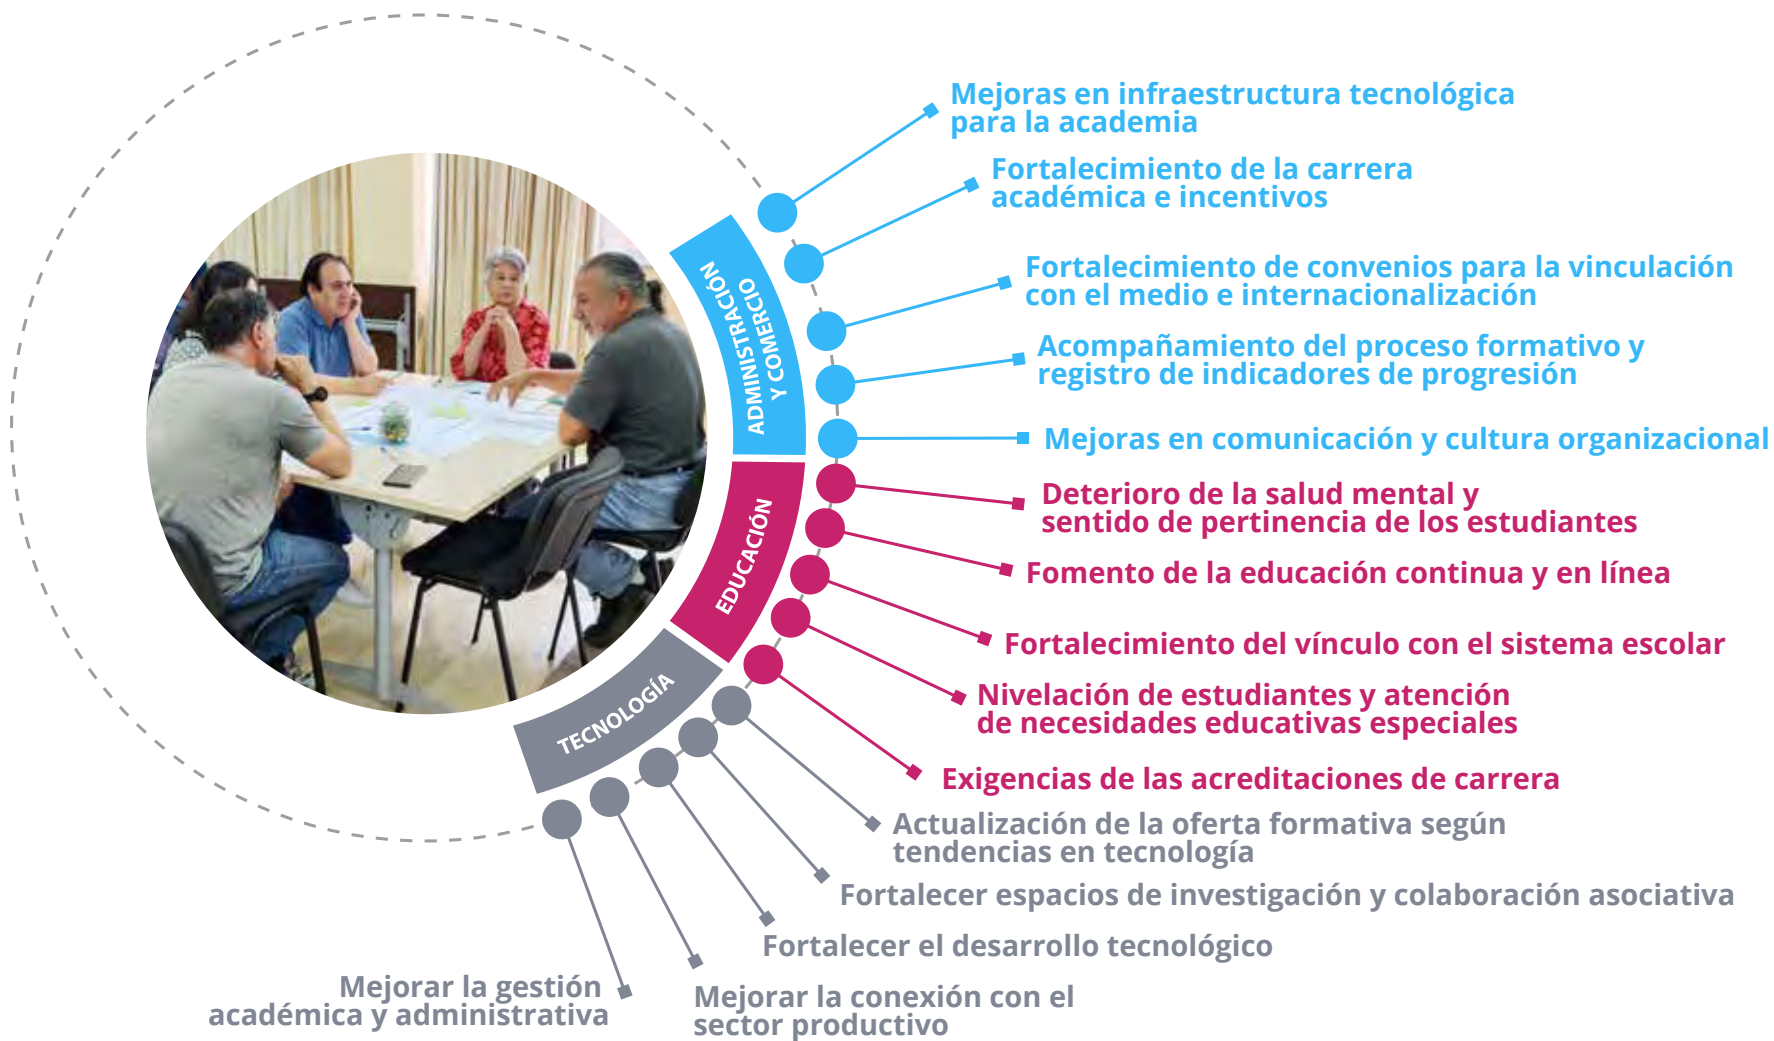 Mejoras en infraestructura tecnológica
para la academia
Fortalecimiento de la carrera
académica e incentivos
Fortalecimiento de convenios para la vinculación
con el medio e internacionalización
Acompañamiento del proceso formativo y
registro de indicadores de progresión
Mejoras en comunicación y cultura organizacional
ADMINISTRACIÓN
Y COMERCIO
Deterioro de la salud mental y
sentido de pertinencia de los estudiantes
Fomento de la educación continua y en línea
Fortalecimiento del vínculo con el sistema escolar
Nivelación de estudiantes y atención
de necesidades educativas especiales
Exigencias de las acreditaciones de carrera
EDUCACIÓN
Actualización de la oferta formativa según
tendencias en tecnología
Fortalecer espacios de investigación y colaboración asociativa
Fortalecer el desarrollo tecnológico
Mejorar la conexión con el
sector productivo
Mejorar la gestión
académica y administrativa
TECNOLOGÍA